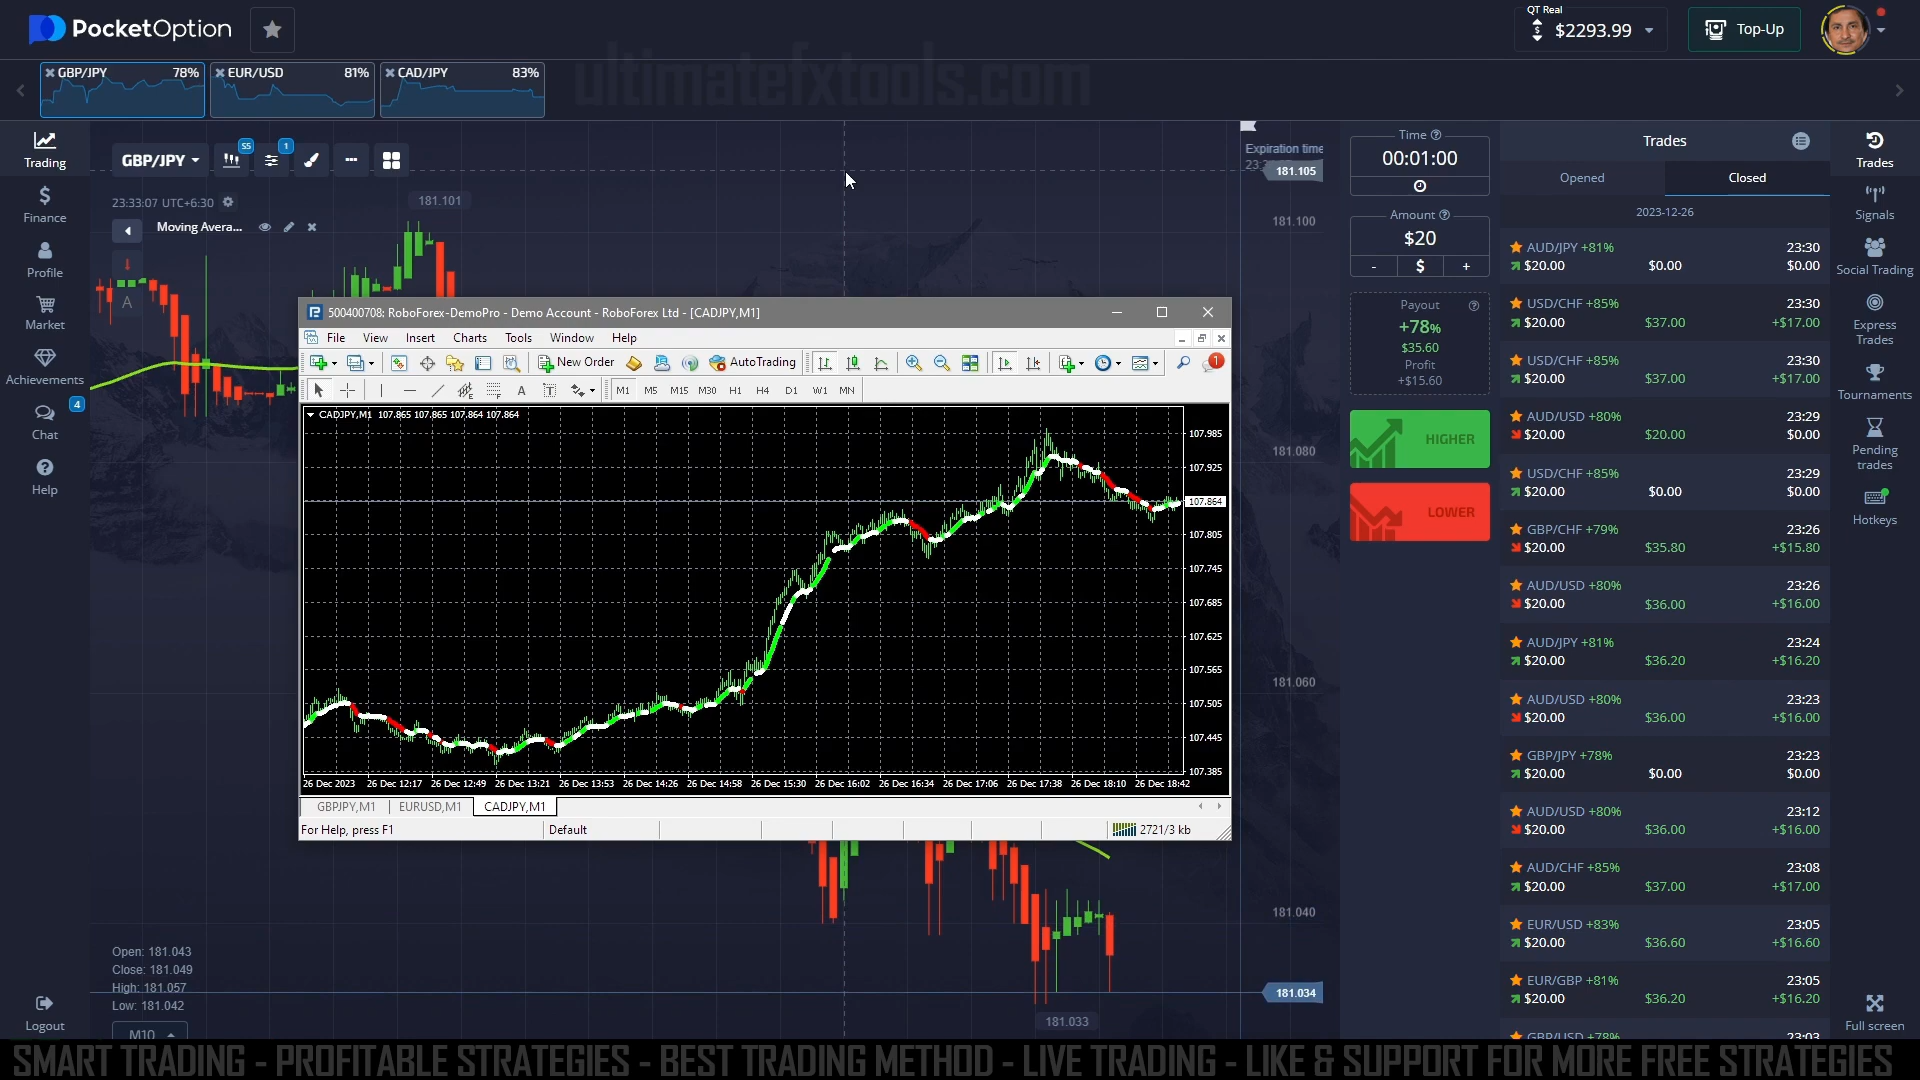 PocketOption
QT Real
$2293.99
Top-Up
GBP/JPY 78%
EUR/USD 81%
CAD/JPY 83%
ultimatefxtools.com
Trading
Finance
Profile
Market
Achievements
4
Chat
Help
Logout
GBP/JPY
S5
1
23:33:07 UTC+6:30
Moving Avera...
A
181.101
Expiration time
181.105
181.100
181.080
181.060
181.040
181.034
181.033
Open: 181.043
Close: 181.049
High: 181.057
Low: 181.042
M10
500400708: RoboForex-DemoPro - Demo Account - RoboForex Ltd - [CADJPY,M1]
File View Insert Charts Tools Window Help
New Order AutoTrading 1
A T M1 M5 M15 M30 H1 H4 D1 W1 MN
CADJPY,M1 107.865 107.865 107.864 107.864
107.985
107.925
107.864
107.805
107.745
107.685
107.625
107.565
107.505
107.445
107.385
26 Dec 2023 26 Dec 12:17 26 Dec 12:49 26 Dec 13:21 26 Dec 13:53 26 Dec 14:26 26 Dec 14:58 26 Dec 15:30 26 Dec 16:02 26 Dec 16:34 26 Dec 17:06 26 Dec 17:38 26 Dec 18:10 26 Dec 18:42
GBPJPY,M1 EURUSD,M1 CADJPY,M1
For Help, press F1 Default 2721/3 kb
Time
00:01:00
Amount
$20
- $ +
Payout
+78%
$35.60
Profit
+$15.60
HIGHER
LOWER
Trades
Opened Closed
2023-12-26
AUD/JPY +81% 23:30
$20.00 $0.00 $0.00
USD/CHF +85% 23:30
$20.00 $37.00 +$17.00
USD/CHF +85% 23:30
$20.00 $37.00 +$17.00
AUD/USD +80% 23:29
$20.00 $20.00 $0.00
USD/CHF +85% 23:29
$20.00 $0.00 $0.00
GBP/CHF +79% 23:26
$20.00 $35.80 +$15.80
AUD/USD +80% 23:26
$20.00 $36.00 +$16.00
AUD/JPY +81% 23:24
$20.00 $36.20 +$16.20
AUD/USD +80% 23:23
$20.00 $36.00 +$16.00
GBP/JPY +78% 23:23
$20.00 $0.00 $0.00
AUD/USD +80% 23:12
$20.00 $36.00 +$16.00
AUD/CHF +85% 23:08
$20.00 $37.00 +$17.00
EUR/USD +83% 23:05
$20.00 $36.60 +$16.60
EUR/GBP +81% 23:05
$20.00 $36.20 +$16.20
GBP/USD +78% 23:03
Trades
Signals
Social Trading
Express
Trades
Tournaments
Pending
trades
Hotkeys
Full screen
SMART TRADING - PROFITABLE STRATEGIES - BEST TRADING METHOD - LIVE TRADING - LIKE & SUPPORT FOR MORE FREE STRATEGIES